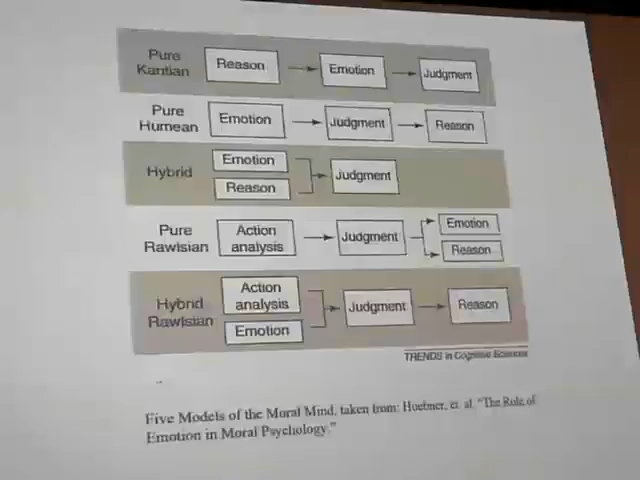 Pure
Kantian
Reason
Emotion
Judgment
Pure
Humean
Emotion
Judgment
Reason
Hybrid
Emotion
Reason
Judgment
Pure
Rawlsian
Action
analysis
Judgment
Emotion
Reason
Hybrid
Rawlsian
Action
analysis
Emotion
Judgment
Reason
TRENDS in Cognitive Sciences
Five Models of the Moral Mind, taken from: Huebner, et. al. "The Role of
Emotion in Moral Psychology."